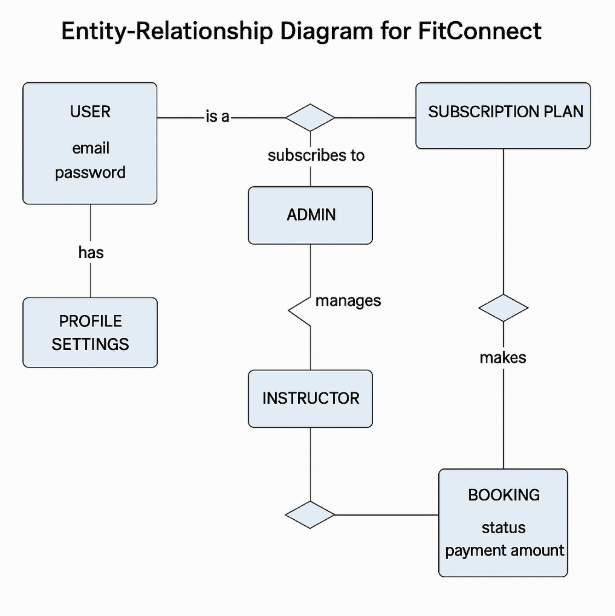 Entity-Relationship Diagram for FitConnect
USER
email
password
is a
SUBSCRIPTION PLAN
subscribes to
ADMIN
has
manages
PROFILE
SETTINGS
makes
INSTRUCTOR
BOOKING
status
payment amount